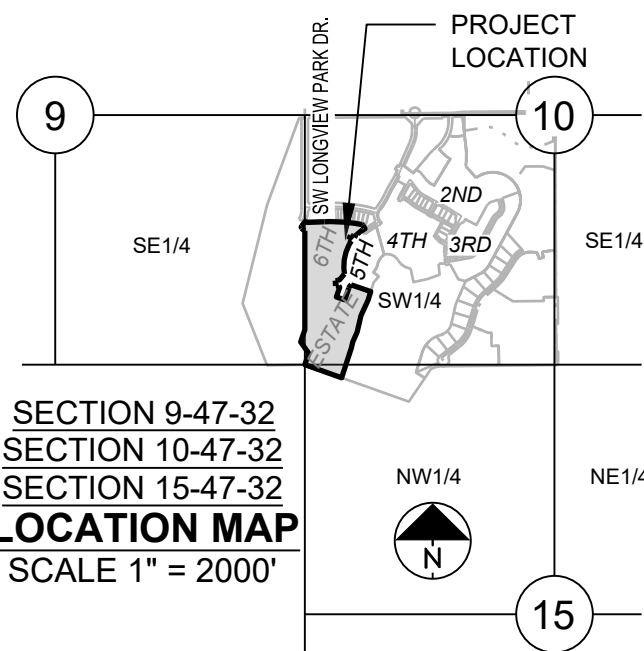 PROJECT
LOCATION
SW LONGVIEW PARK DR.
9
10
2ND
SE1/4
6TH
5TH
4TH
3RD
SE1/4
SW1/4
ESTATE
SECTION 9-47-32
SECTION 10-47-32
SECTION 15-47-32
LOCATION MAP
SCALE 1" = 2000'
NW1/4
NE1/4
N
15